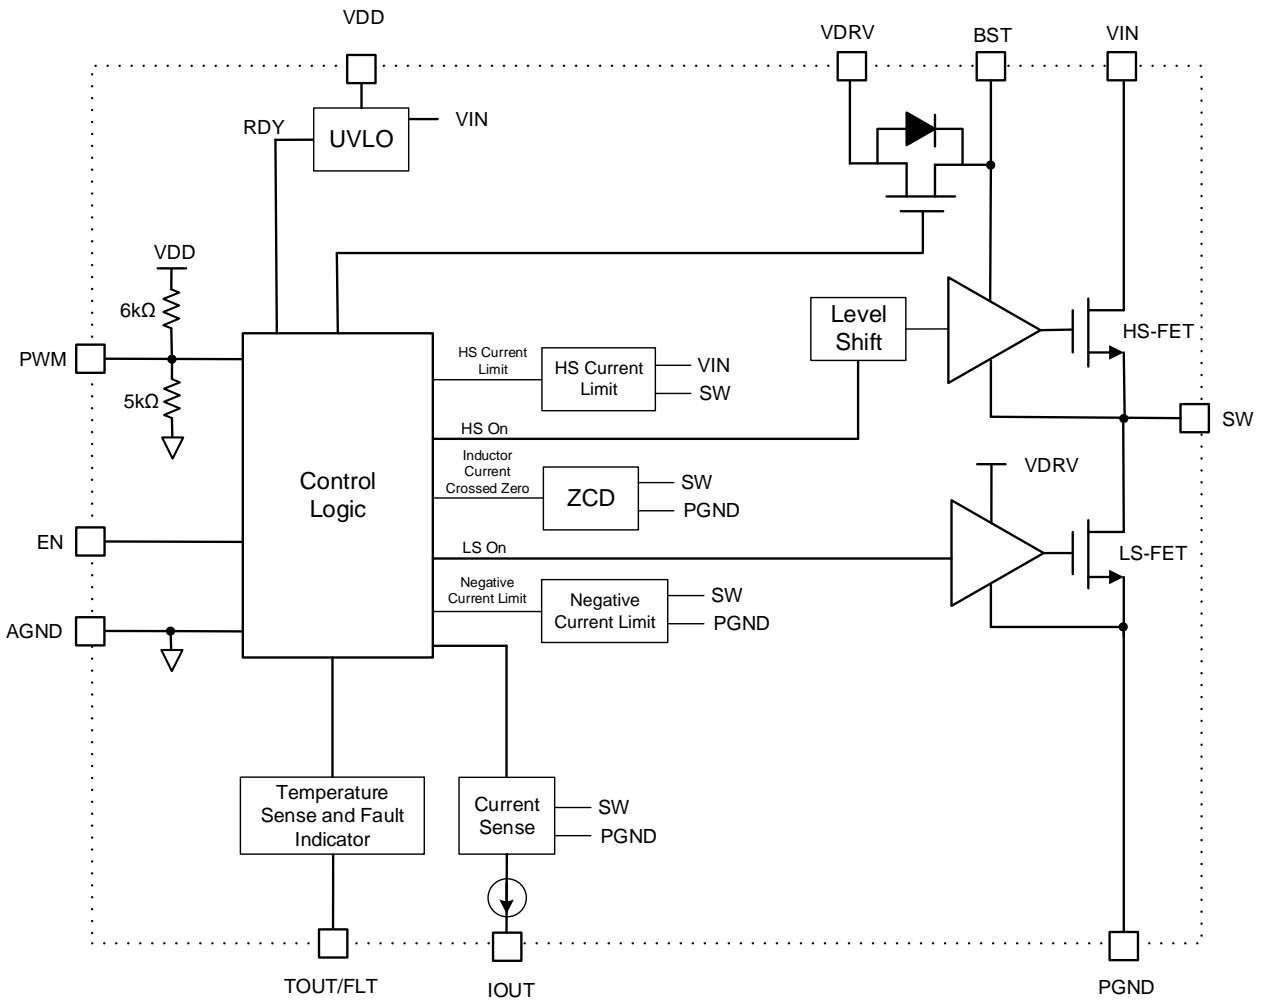 VDD
VDRV
BST
VIN
RDY
UVLO
VIN
VDD
6kΩ
PWM
5kΩ
Level
Shift
HS-FET
HS Current
Limit
HS Current
Limit
VIN
SW
SW
HS On
Inductor
Current
Crossed Zero
ZCD
SW
PGND
VDRV
Control
Logic
EN
LS On
LS-FET
Negative
Current Limit
Negative
Current Limit
SW
PGND
AGND
Temperature
Sense and Fault
Indicator
Current
Sense
SW
PGND
TOUT/FLT
IOUT
PGND